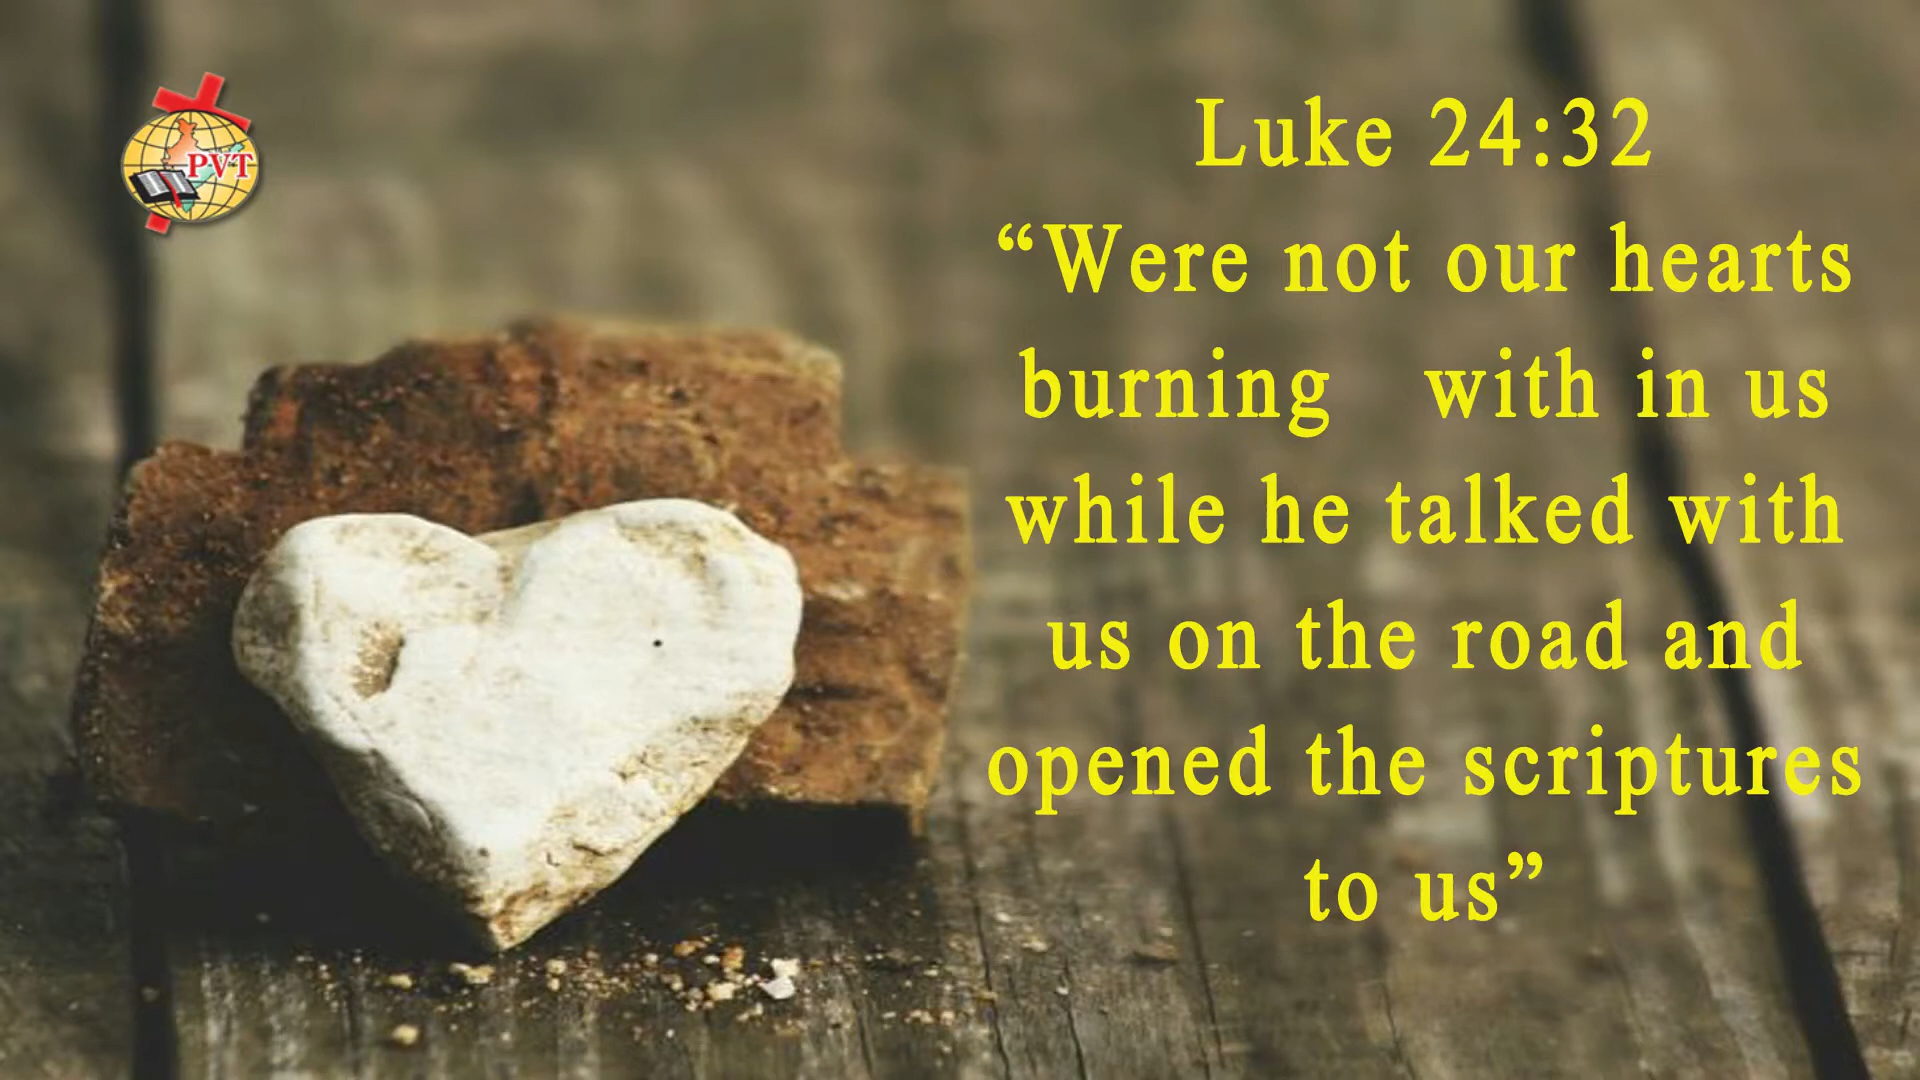 PVT
Luke 24:32
“Were not our hearts
burning with in us
while he talked with
us on the road and
opened the scriptures
to us”